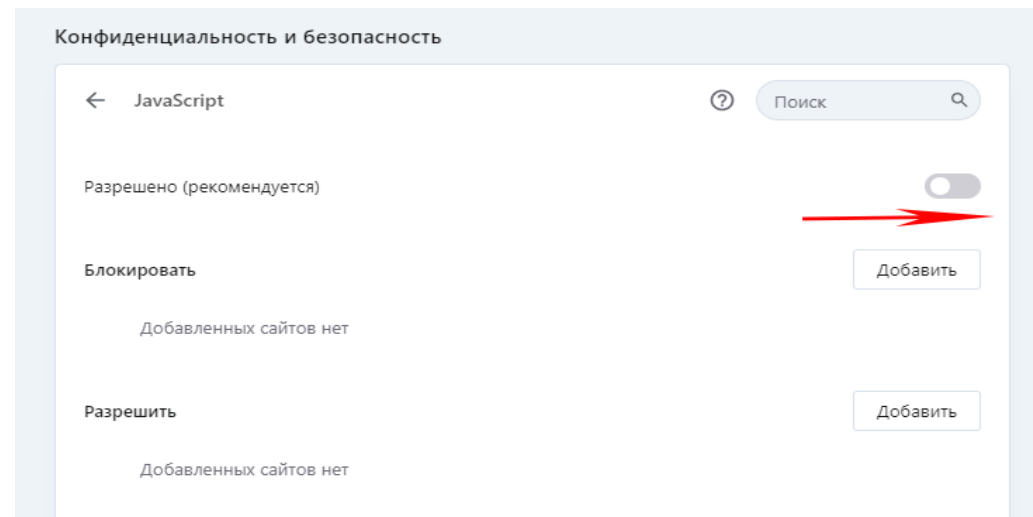 Конфиденциальность и безопасность
JavaScript
Поиск
Разрешено (рекомендуется)
Блокировать
Добавить
Добавленных сайтов нет
Разрешить
Добавить
Добавленных сайтов нет